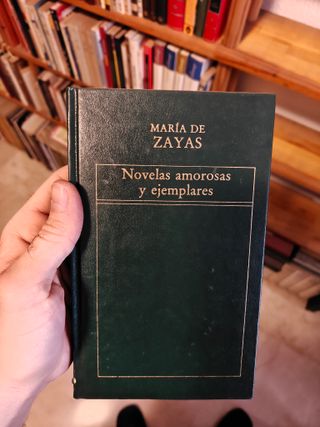 MARÍA DE
ZAYAS
Novelas amorosas
y ejemplares